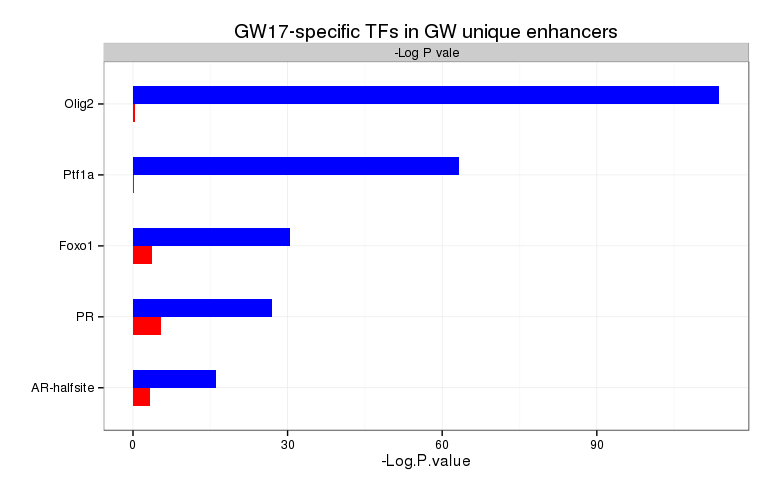 GW17-specific TFs in GW unique enhancers
-Log P vale
Olig2
Ptf1a
Foxo1
PR
AR-halfsite
0 30 60 90
-Log.P.value